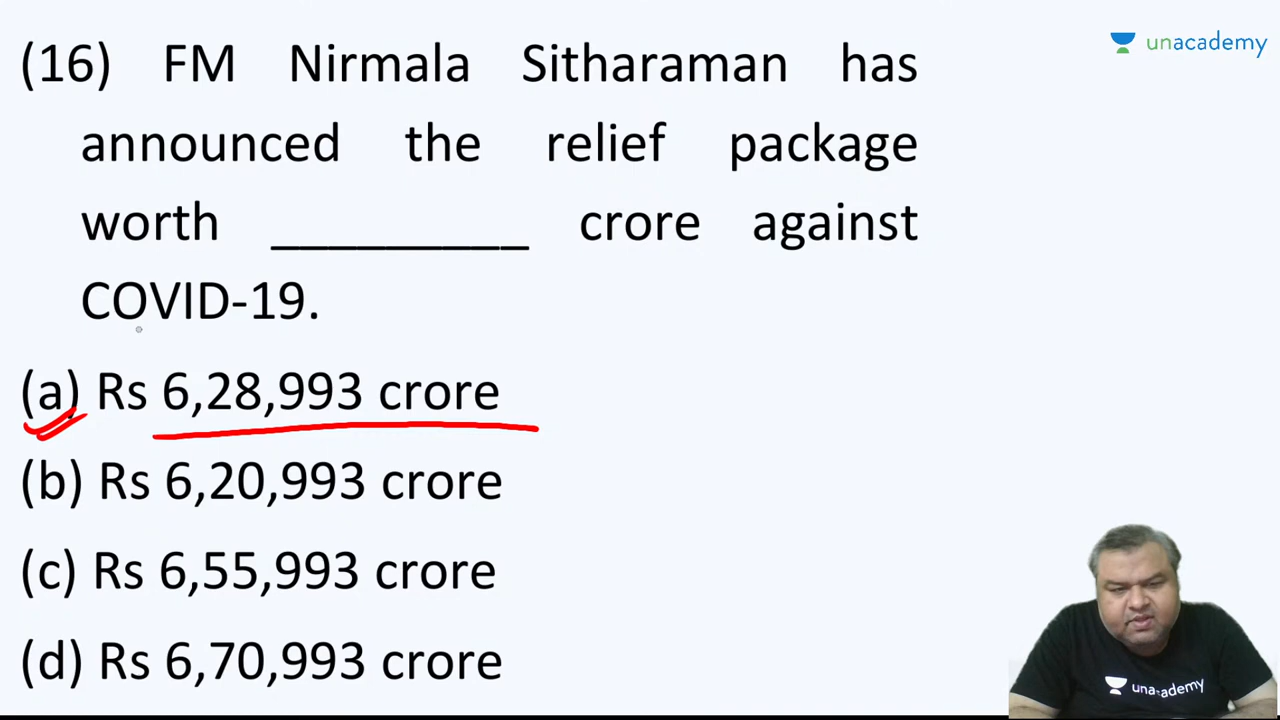 (16) FM Nirmala Sitharaman has
announced the relief package
worth _________ crore against
COVID-19.
(a) Rs 6,28,993 crore
(b) Rs 6,20,993 crore
(c) Rs 6,55,993 crore
(d) Rs 6,70,993 crore
unacademy
unacademy